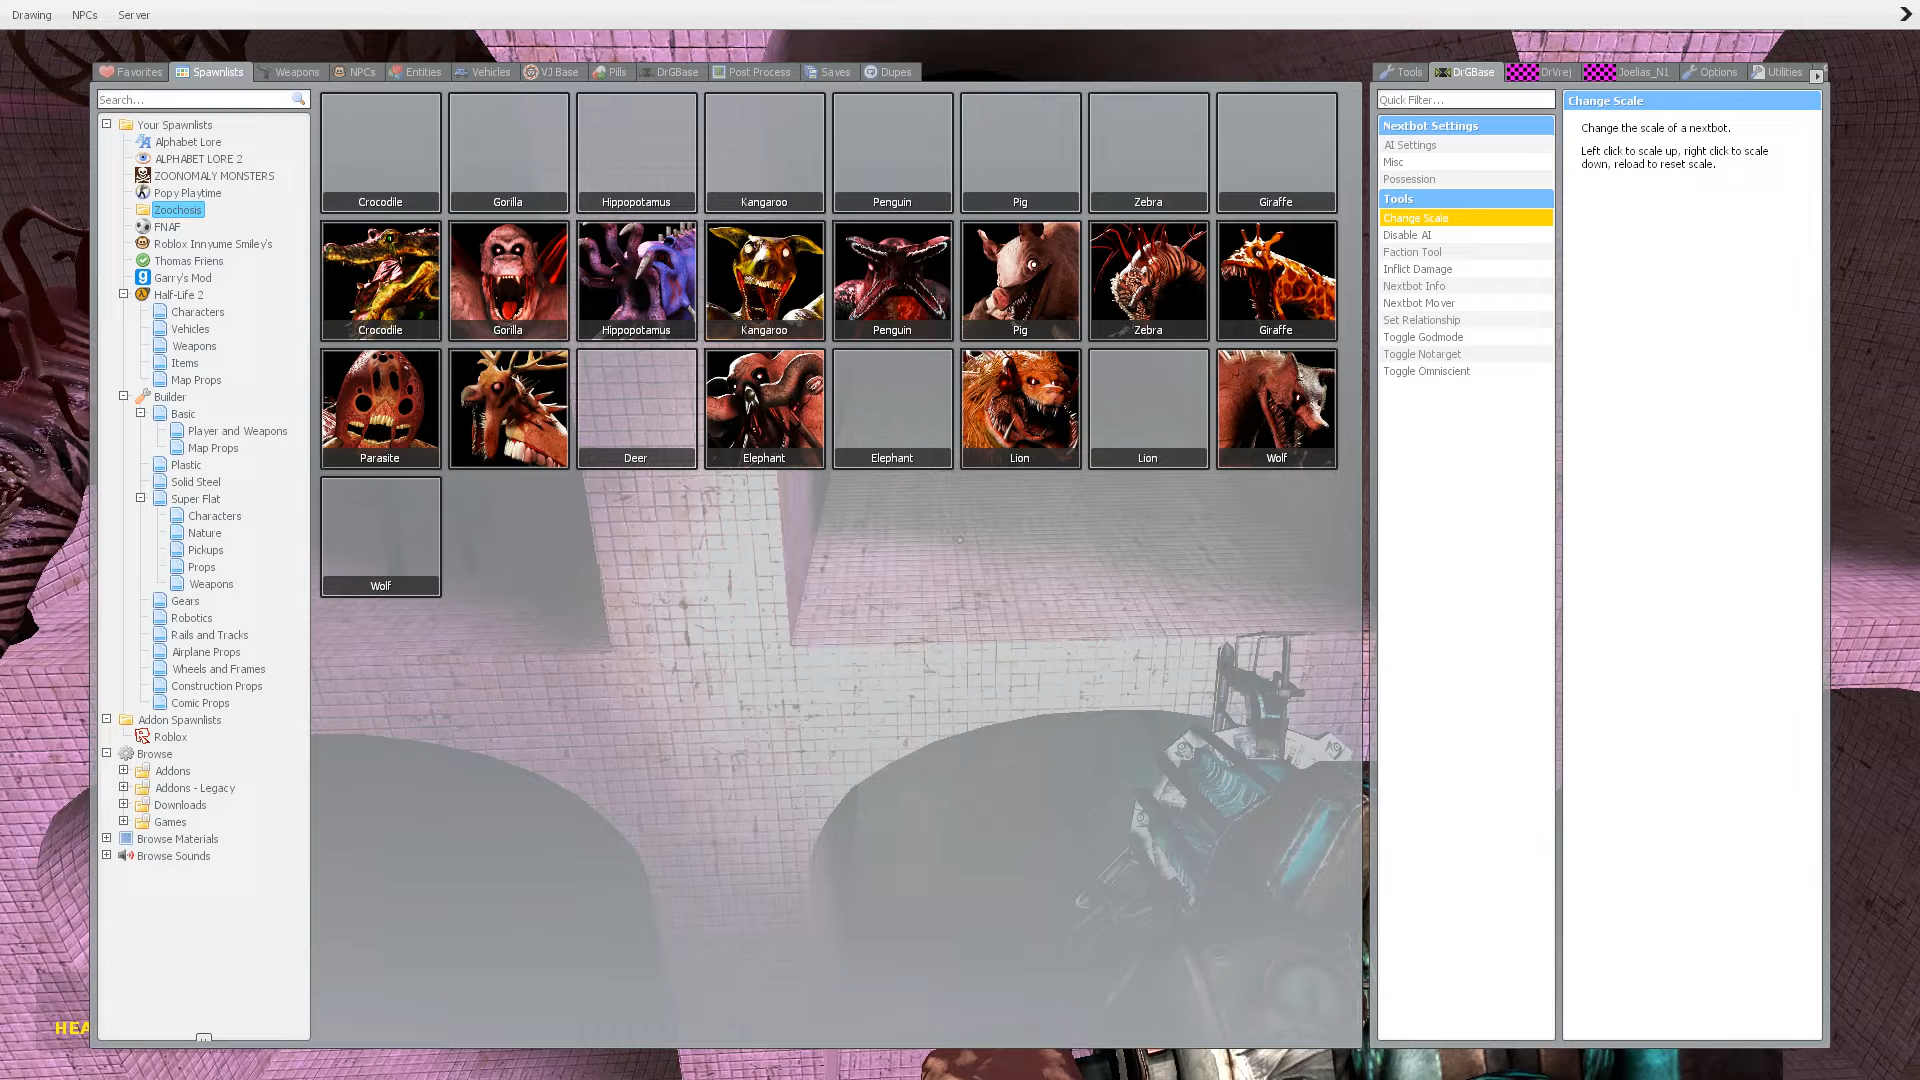 Drawing NPCs Server
Favorites Spawnlists Weapons NPCs Entities Vehicles VJ Base Pills DrGBase Post Process Saves Dupes
Tools DrGBase DrVrej Joelias_N1 Options Utilities
Search...
Your Spawnlists
Alphabet Lore
ALPHABET LORE 2
ZOONOMALY MONSTERS
Popy Playtime
Zoochosis
FNAF
Roblox Innyume Smiley's
Thomas Friens
Garry's Mod
Half-Life 2
Characters
Vehicles
Weapons
Items
Map Props
Builder
Basic
Player and Weapons
Map Props
Plastic
Solid Steel
Super Flat
Characters
Nature
Pickups
Props
Weapons
Gears
Robotics
Rails and Tracks
Airplane Props
Wheels and Frames
Construction Props
Comic Props
Addon Spawnlists
Roblox
Browse
Addons
Addons - Legacy
Downloads
Games
Browse Materials
Browse Sounds
Crocodile Gorilla Hippopotamus Kangaroo Penguin Pig Zebra Giraffe
Crocodile Gorilla Hippopotamus Kangaroo Penguin Pig Zebra Giraffe
Parasite Deer Elephant Elephant Lion Lion Wolf
Wolf
Quick Filter...
Nextbot Settings
AI Settings
Misc
Possession
Tools
Change Scale
Disable AI
Faction Tool
Inflict Damage
Nextbot Info
Nextbot Mover
Set Relationship
Toggle Godmode
Toggle Notarget
Toggle Omniscient
Change Scale
Change the scale of a nextbot.
Left click to scale up, right click to scale
down, reload to reset scale.
HEA